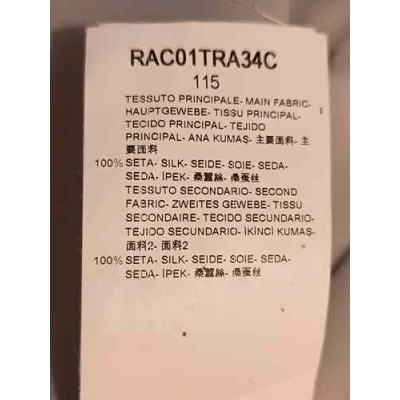 RAC01TRA34C
115
TESSUTO PRINCIPALE- MAIN FABRIC-
HAUPTGEWEBE- TISSU PRINCIPAL-
TECIDO PRINCIPAL- TEJIDO
PRINCIPAL- ANA KUMAŞ- 主要面料- 主
要面料
100% SETA- SILK- SEIDE- SOIE- SEDA-
SEDA- İPEK- 桑蠶絲- 桑蚕丝
TESSUTO SECONDARIO- SECOND
FABRIC- ZWEITES GEWEBE- TISSU
SECONDAIRE- TECIDO SECUNDARIO-
TEJIDO SECUNDARIO- İKİNCİ KUMAŞ-
面料2- 面料2
100% SETA- SILK- SEIDE- SOIE- SEDA-
SEDA- İPEK- 桑蠶絲- 桑蚕丝